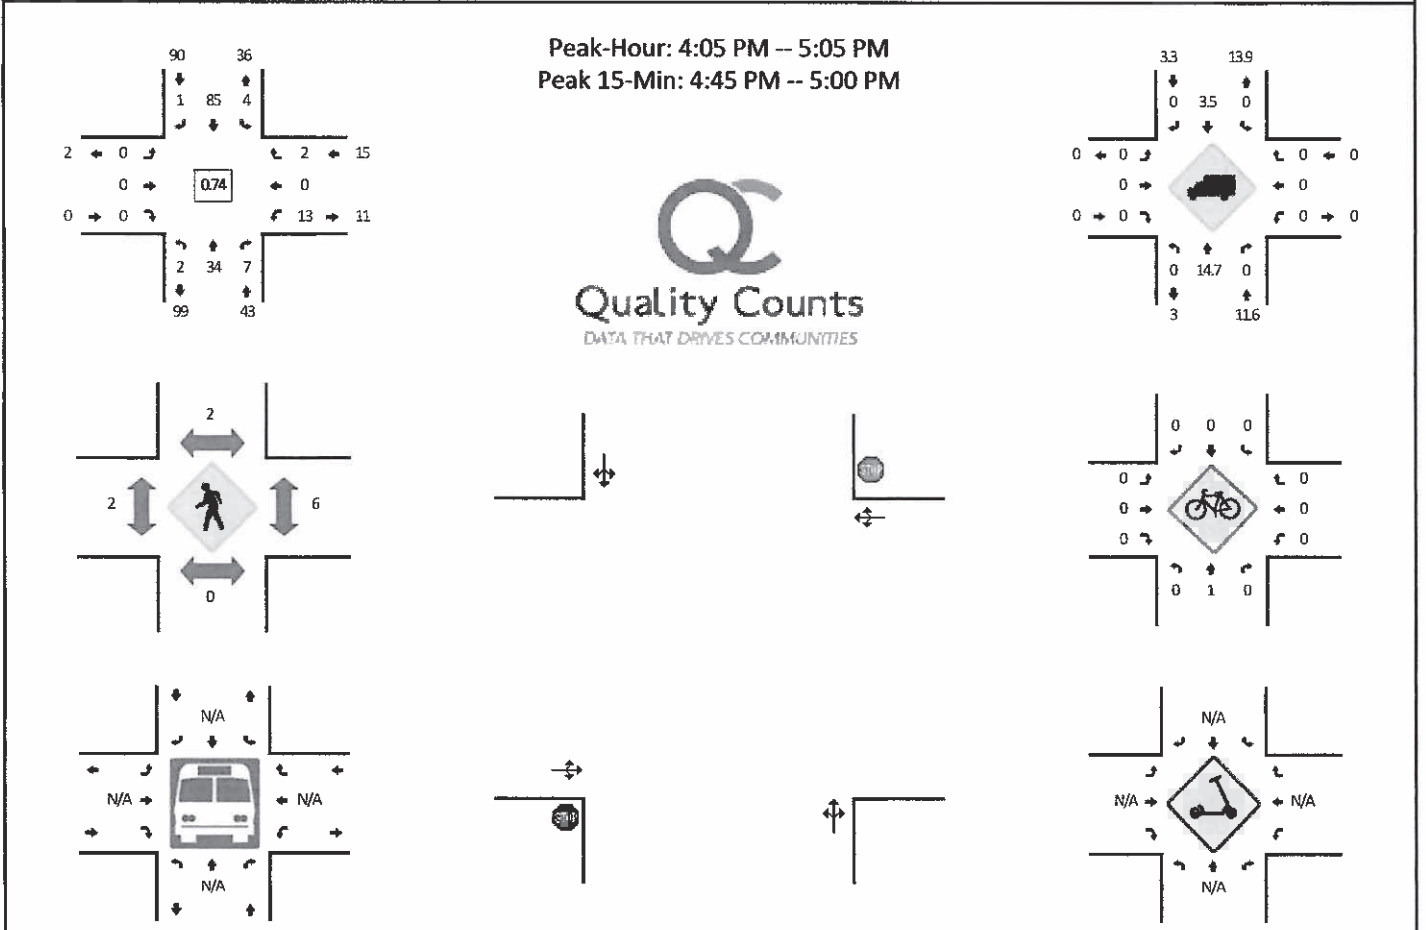 Peak-Hour: 4:05 PM -- 5:05 PM
Peak 15-Min: 4:45 PM -- 5:00 PM
90 36
1 85 4
2 0 2 15
0 0.74 0
0 0 13 11
2 34 7
99 43
Quality Counts
DATA THAT DRIVES COMMUNITIES
3.3 13.9
0 3.5 0
0 0 0 0
0 0
0 0 0 0
0 14.7 0
3 11.6
2
2 6
0
STOP
0 0 0
0 0
0 0
0 0
0 1 0
N/A
N/A N/A
N/A
STOP
N/A
N/A N/A
N/A